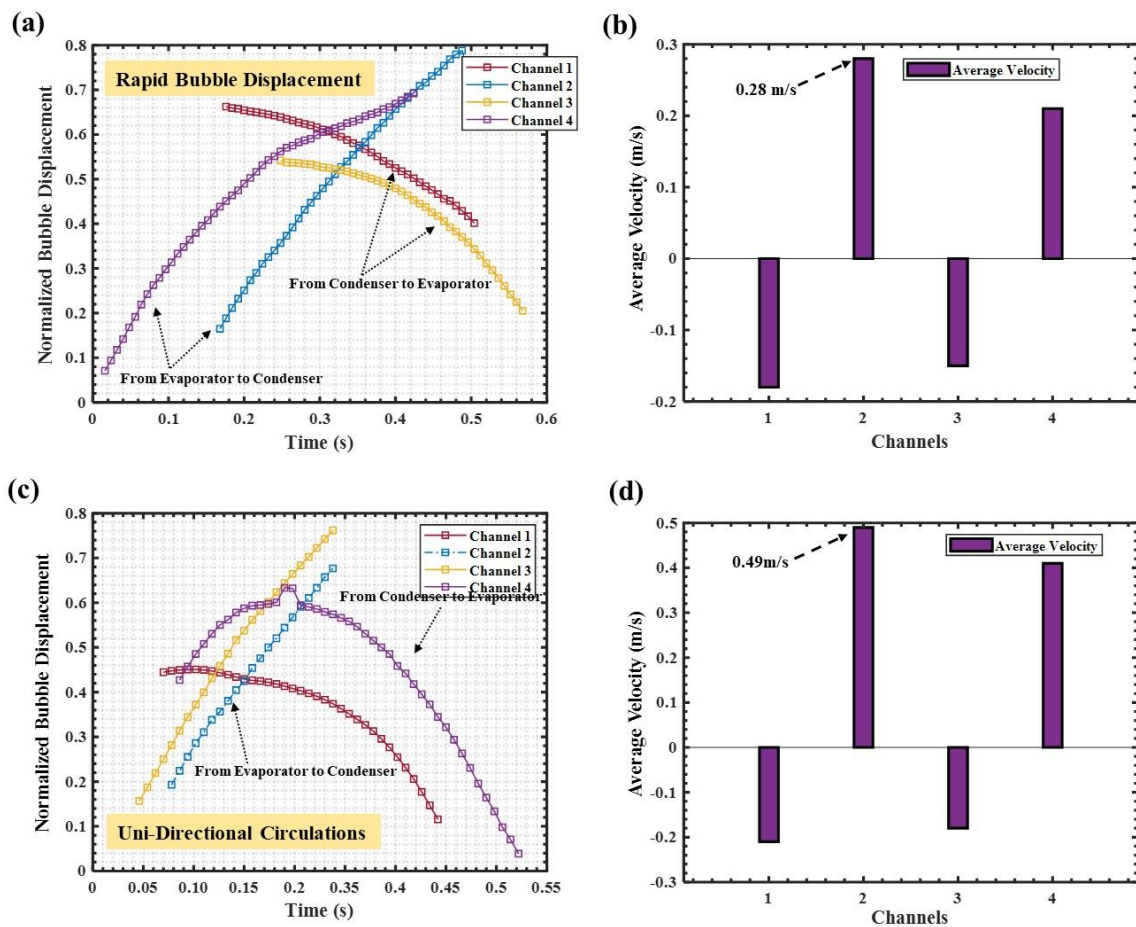 (a)
Rapid Bubble Displacement
Channel 1
Channel 2
Channel 3
Channel 4
From Condenser to Evaporator
From Evaporator to Condenser
Normalized Bubble Displacement
0.8
0.7
0.6
0.5
0.4
0.3
0.2
0.1
0
0 0.1 0.2 0.3 0.4 0.5 0.6
Time (s)
(b)
Average Velocity
0.28 m/s
Average Velocity (m/s)
0.3
0.2
0.1
0
-0.1
-0.2
1 2 3 4
Channels
(c)
Channel 1
Channel 2
Channel 3
Channel 4
From Condenser to Evaporator
From Evaporator to Condenser
Uni-Directional Circulations
Normalized Bubble Displacement
0.8
0.7
0.6
0.5
0.4
0.3
0.2
0.1
0
0 0.05 0.15 0.2 0.25 0.3 0.35 0.4 0.45 0.5 0.55
Time (s)
(d)
Average Velocity
0.49m/s
Average Velocity (m/s)
0.5
0.4
0.3
0.2
0.1
0
-0.1
-0.2
-0.3
1 2 3 4
Channels